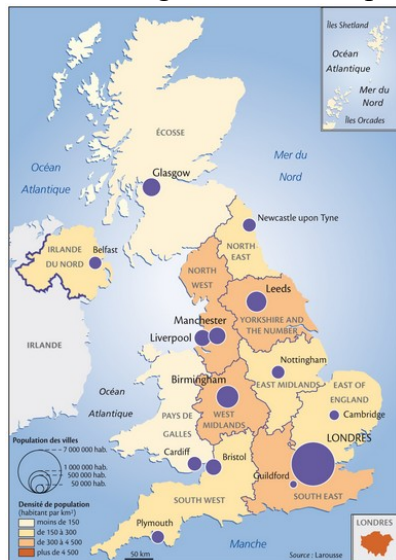 Îles Shetland
Océan
Atlantique
Mer du
Nord
Îles Orcades
ÉCOSSE
Mer du
Nord
Océan
Atlantique
Glasgow
Newcastle upon Tyne
NORTH
EAST
IRLANDE
DU NORD
Belfast
NORTH
WEST
Leeds
YORKSHIRE AND
THE NUMBER
Manchester
Liverpool
IRLANDE
Nottingham
EAST MIDLANDS
EAST OF
ENGLAND
Birmingham
WEST
MIDLANDS
Cambridge
Océan
Atlantique
PAYS DE
GALLES
LONDRES
Population des villes
7 000 000 hab.
1 000 000 hab.
500 000 hab.
50 000 hab.
Cardiff
Bristol
Guildford
SOUTH EAST
Densité de population
(habitant par km²)
moins de 150
de 150 à 300
de 300 à 4 500
plus de 4 500
SOUTH WEST
Plymouth
50 km
Manche
Source : Larousse
LONDRES